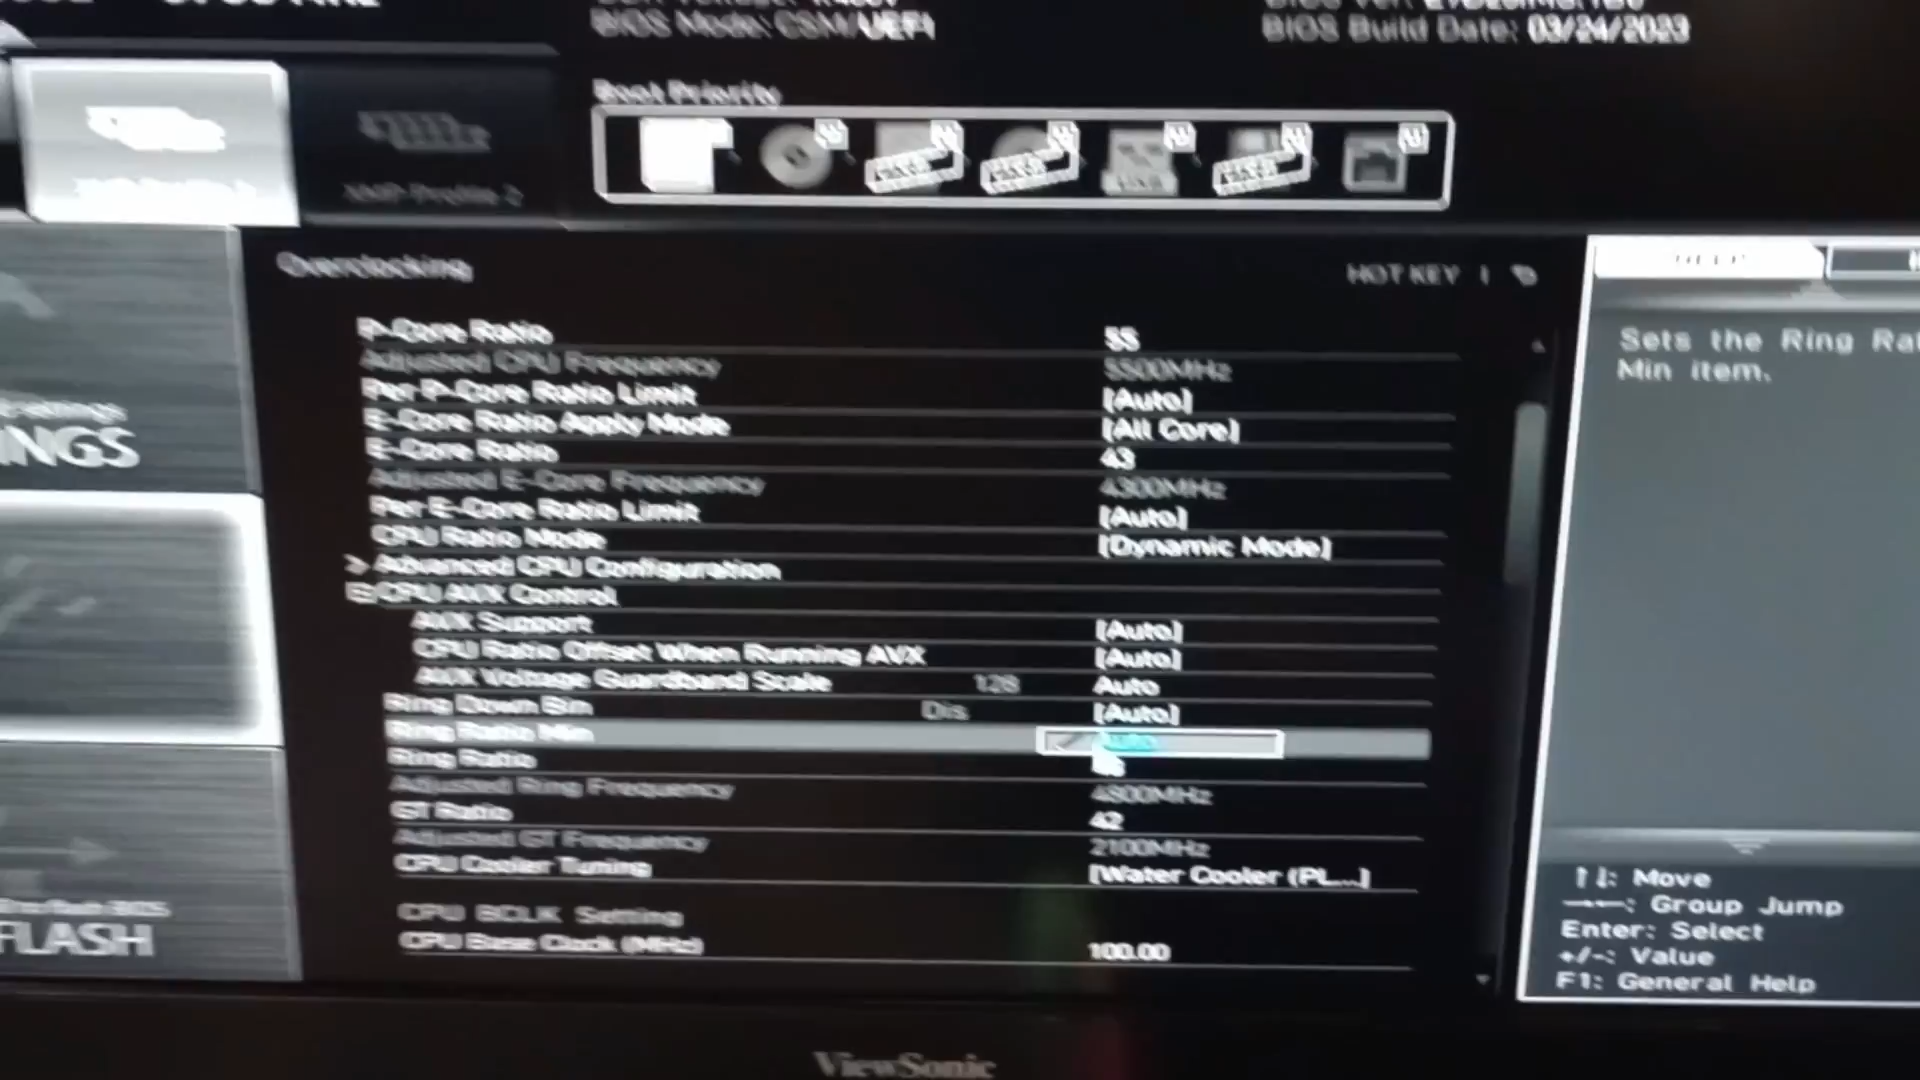 BIOS Mode: CSM/UEFI
BIOS Build Date: 03/24/2023
Boot Priority
XMP Profile 2
Overclocking
HOT KEY |
HELP
P-Core Ratio 55
Adjusted CPU Frequency 5500MHz
Per P-Core Ratio Limit [Auto]
E-Core Ratio Apply Mode [All Core]
E-Core Ratio 43
Adjusted E-Core Frequency 4300MHz
Per E-Core Ratio Limit [Auto]
CPU Ratio Mode [Dynamic Mode]
> Advanced CPU Configuration
CPU AVX Control
AVX Support [Auto]
CPU Ratio Offset When Running AVX [Auto]
AVX Voltage Guardband Scale 128 Auto
Ring Down Bin Dis [Auto]
Ring Ratio Min Auto
Ring Ratio
Adjusted Ring Frequency 4800MHz
GT Ratio 42
Adjusted GT Frequency 2100MHz
CPU Cooler Tuning [Water Cooler (PL...]
CPU BCLK Setting
CPU Base Clock (MHz) 100.00
Sets the Ring Rat
Min item.
↑↓: Move
→←: Group Jump
Enter: Select
+/-: Value
F1: General Help
INGS
FLASH
ViewSonic